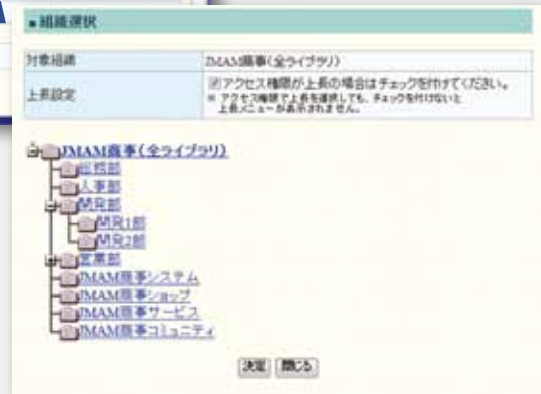 ■組織選択
対象組織
JMAM商事(全ライブラリ)
上長設定
☑アクセス権限が上長の場合はチェックを付けてください。
※ アクセス権限で上長を選択しても、チェックを付けないと
上長メニューが表示されません。
JMAM商事(全ライブラリ)
総務部
人事部
開発部
開発1部
開発2部
営業部
JMAM商事システム
JMAM商事ショップ
JMAM商事サービス
JMAM商事コミュニティ
決定 閉じる